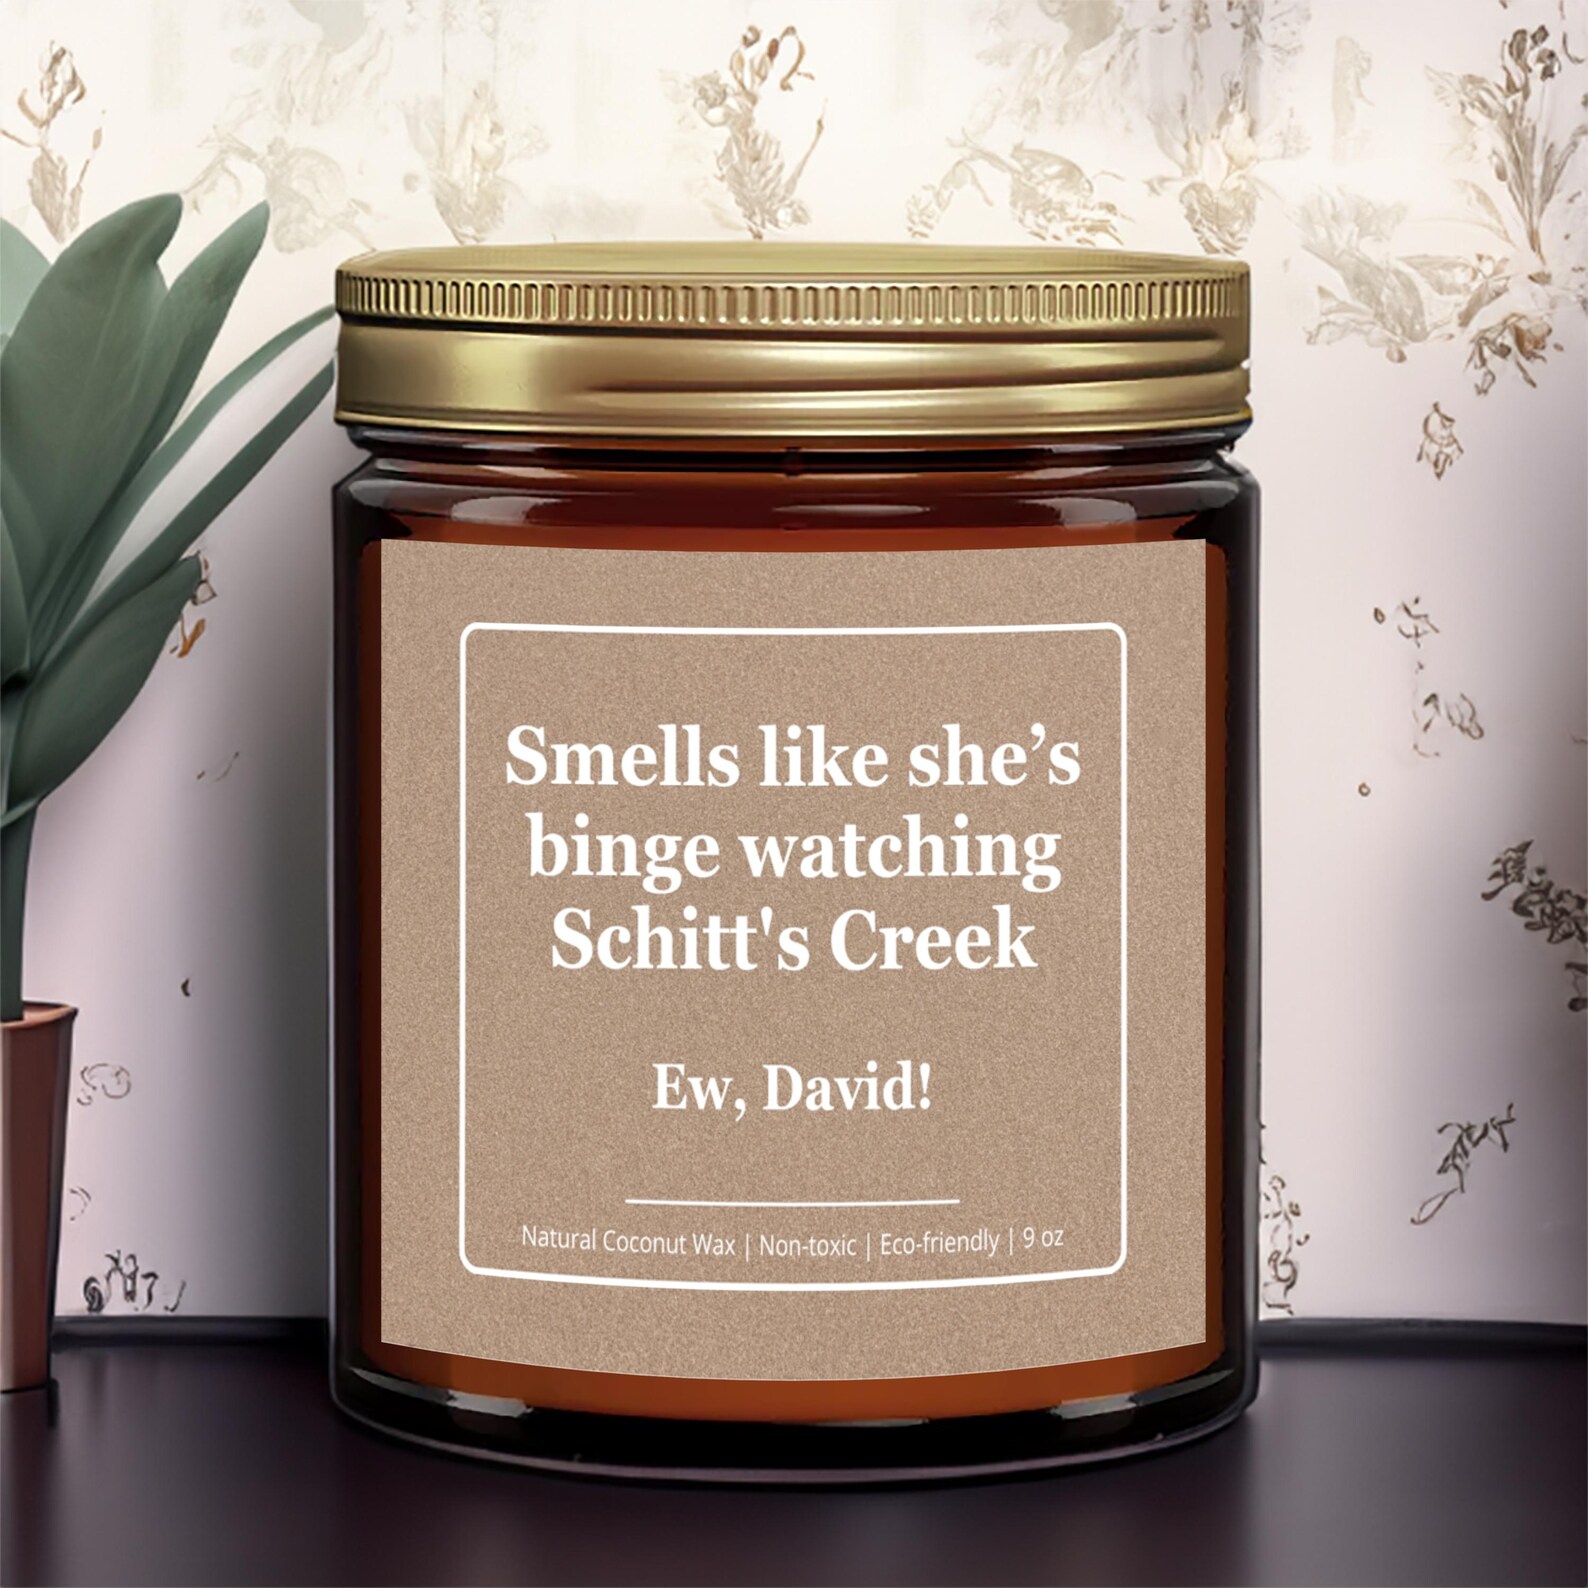 Smells like she’s
binge watching
Schitt's Creek
Ew, David!
Natural Coconut Wax | Non-toxic | Eco-friendly | 9 oz